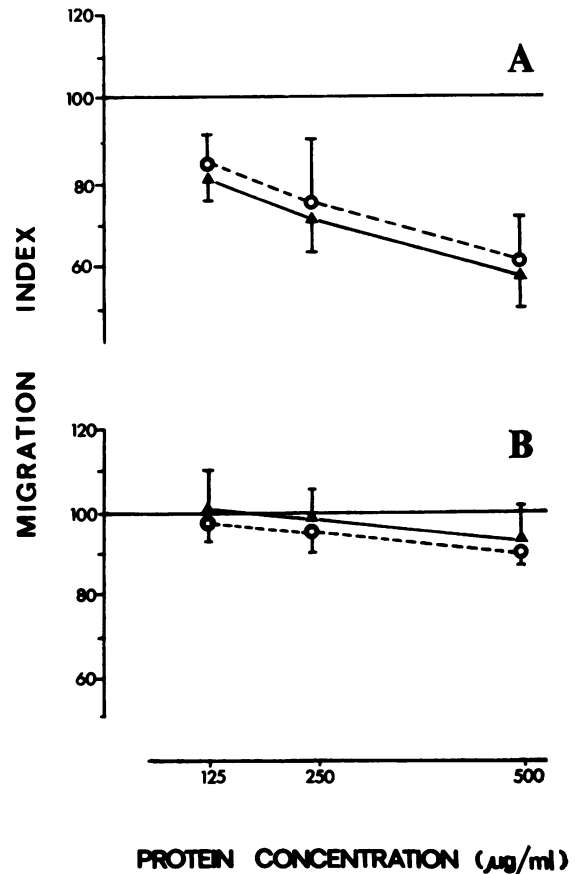 120
A
100
80
60
MIGRATION INDEX
120
B
100
80
60
125 250 500
PROTEIN CONCENTRATION (µg/ml)